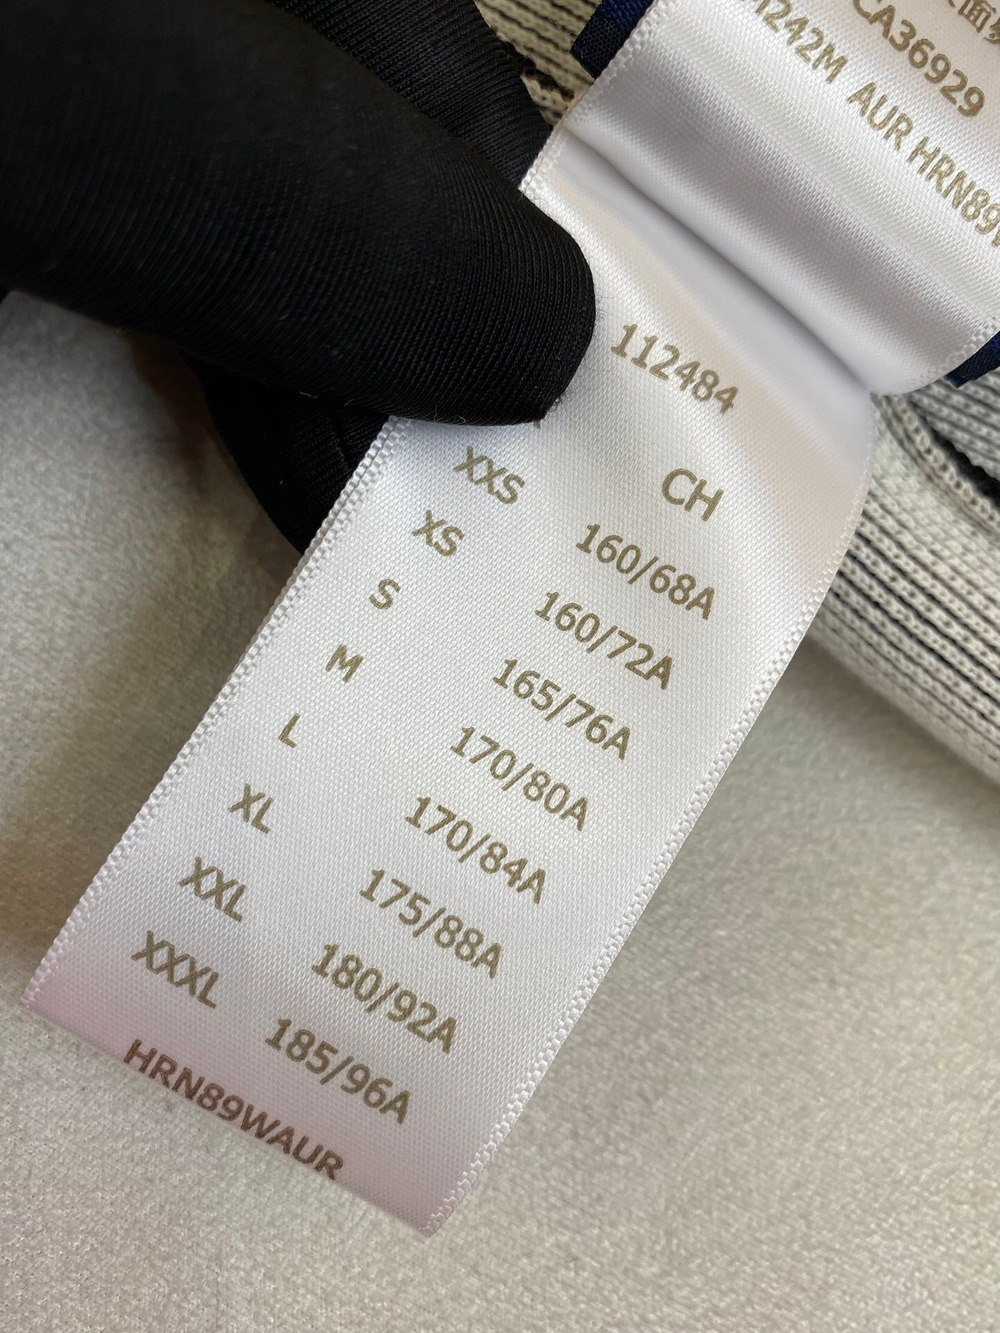 CA36929
242M AUR HRN89
112484
CH
XXS 160/68A
XS 160/72A
S 165/76A
M 170/80A
L 170/84A
XL 175/88A
XXL 180/92A
XXXL 185/96A
HRN89WAUR